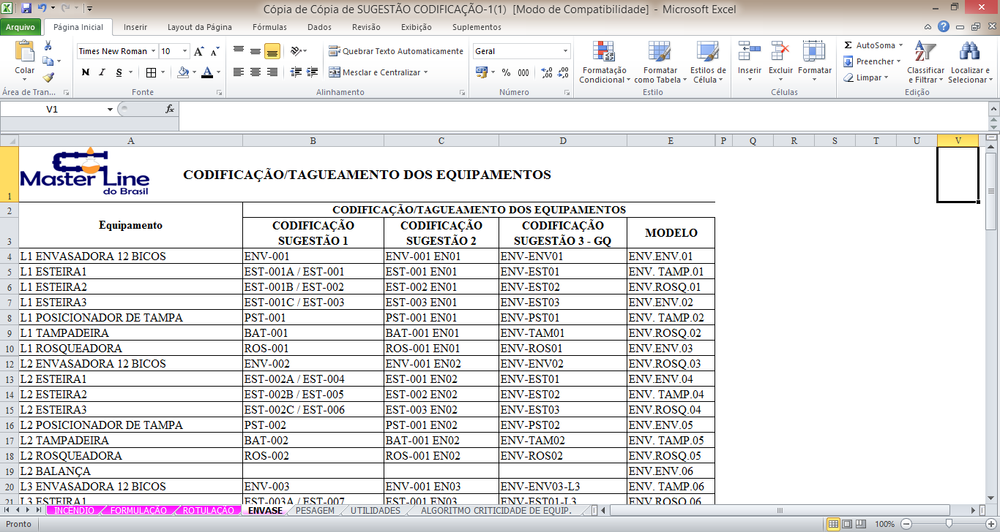 Cópia de Cópia de SUGESTÃO CODIFICAÇÃO-1(1) [Modo de Compatibilidade] - Microsoft Excel
Arquivo Página Inicial Inserir Layout da Página Fórmulas Dados Revisão Exibição Suplementos
Colar
Times New Roman 10
N I S
Quebrar Texto Automaticamente
Mesclar e Centralizar
Geral
% 000
Formatação Condicional
Formatar como Tabela
Estilos de Célula
Inserir Excluir Formatar
Σ AutoSoma
Preencher
Limpar
Classificar e Filtrar
Localizar e Selecionar
Área de Tran... Fonte Alinhamento Número Estilo Células Edição
V1 fx
A B C D E P Q R S T U V
Master Line
do Brasil
1 CODIFICAÇÃO/TAGUEAMENTO DOS EQUIPAMENTOS
2 CODIFICAÇÃO/TAGUEAMENTO DOS EQUIPAMENTOS
3 Equipamento CODIFICAÇÃO SUGESTÃO 1 CODIFICAÇÃO SUGESTÃO 2 CODIFICAÇÃO SUGESTÃO 3 - GQ MODELO
4 L1 ENVASADORA 12 BICOS ENV-001 ENV-001 EN01 ENV-ENV01 ENV.ENV.01
5 L1 ESTEIRA1 EST-001A / EST-001 EST-001 EN01 ENV-EST01 ENV. TAMP.01
6 L1 ESTEIRA2 EST-001B / EST-002 EST-002 EN01 ENV-EST02 ENV.ROSQ.01
7 L1 ESTEIRA3 EST-001C / EST-003 EST-003 EN01 ENV-EST03 ENV.ENV.02
8 L1 POSICIONADOR DE TAMPA PST-001 PST-001 EN01 ENV-PST01 ENV. TAMP.02
9 L1 TAMPADEIRA BAT-001 BAT-001 EN01 ENV-TAM01 ENV.ROSQ.02
10 L1 ROSQUEADORA ROS-001 ROS-001 EN01 ENV-ROS01 ENV.ENV.03
12 L2 ENVASADORA 12 BICOS ENV-002 ENV-001 EN02 ENV-ENV02 ENV.ROSQ.03
13 L2 ESTEIRA1 EST-002A / EST-004 EST-001 EN02 ENV-EST01 ENV.ENV.04
14 L2 ESTEIRA2 EST-002B / EST-005 EST-002 EN02 ENV-EST02 ENV. TAMP.04
15 L2 ESTEIRA3 EST-002C / EST-006 EST-003 EN02 ENV-EST03 ENV.ROSQ.04
16 L2 POSICIONADOR DE TAMPA PST-002 PST-001 EN02 ENV-PST02 ENV.ENV.05
17 L2 TAMPADEIRA BAT-002 BAT-001 EN02 ENV-TAM02 ENV. TAMP.05
18 L2 ROSQUEADORA ROS-002 ROS-001 EN02 ENV-ROS02 ENV.ROSQ.05
19 L2 BALANÇA ENV.ENV.06
20 L3 ENVASADORA 12 BICOS ENV-003 ENV-001 EN03 ENV-ENV03-L3 ENV. TAMP.06
21 L3 ESTEIRA1 EST-003A / EST-007 EST-001 EN03 ENV-EST01-L3 ENV.ROSQ.06
INCÊNDIO FORMULAÇÃO ROTULAÇÃO ENVASE PESAGEM UTILIDADES ALGORITMO CRITICIDADE DE EQUIP.
Pronto 100%